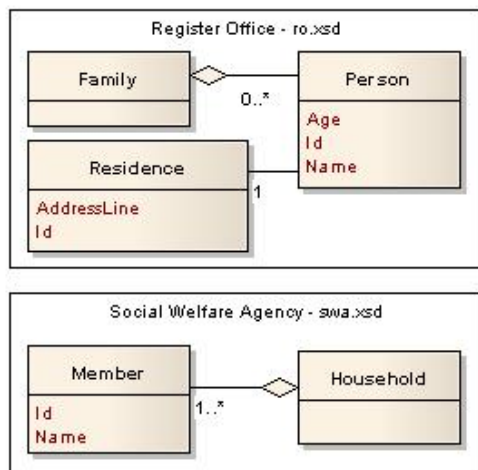 Register Office - ro.xsd
Family
Person
0..*
Age
Id
Name
Residence
1
AddressLine
Id
Social Welfare Agency - swa.xsd
Member
Household
1..*
Id
Name